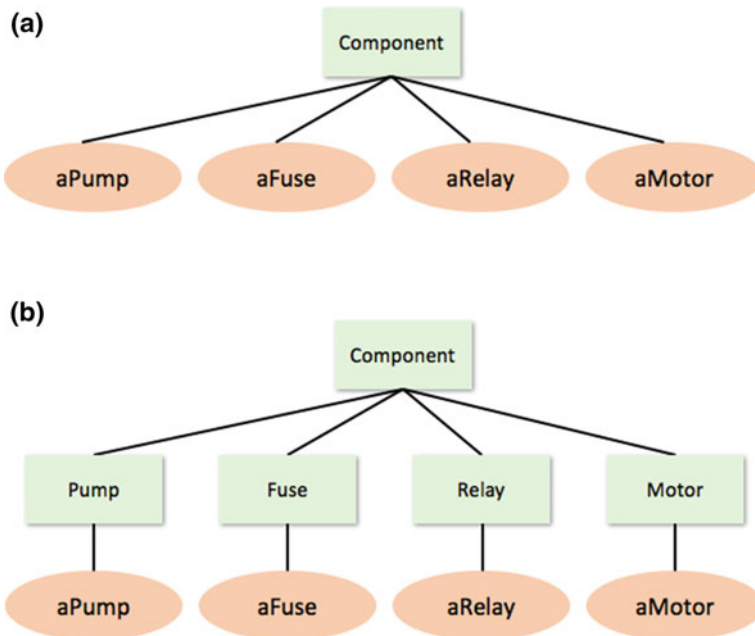 (a)
Component
aPump aFuse aRelay aMotor
(b)
Component
Pump Fuse Relay Motor
aPump aFuse aRelay aMotor